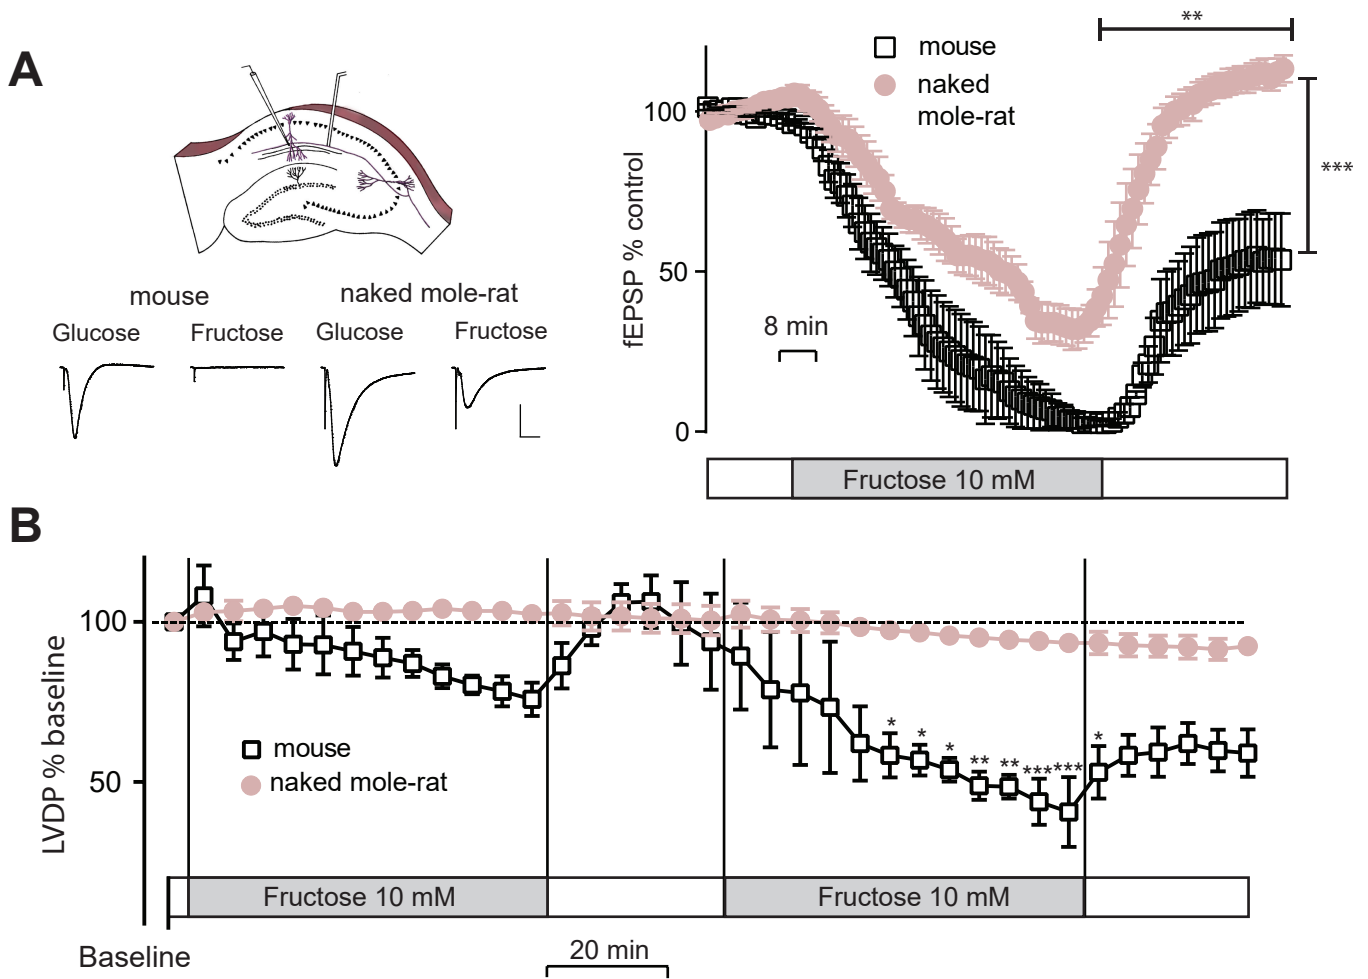 A
mouse
naked mole-rat
Glucose
Fructose
Glucose
Fructose
mouse
naked
mole-rat
**
***
100
50
0
fEPSP % control
8 min
Fructose 10 mM
B
100
50
LVDP % baseline
mouse
naked mole-rat
*
*
*
**
**
***
***
*
Fructose 10 mM
Fructose 10 mM
Baseline
20 min